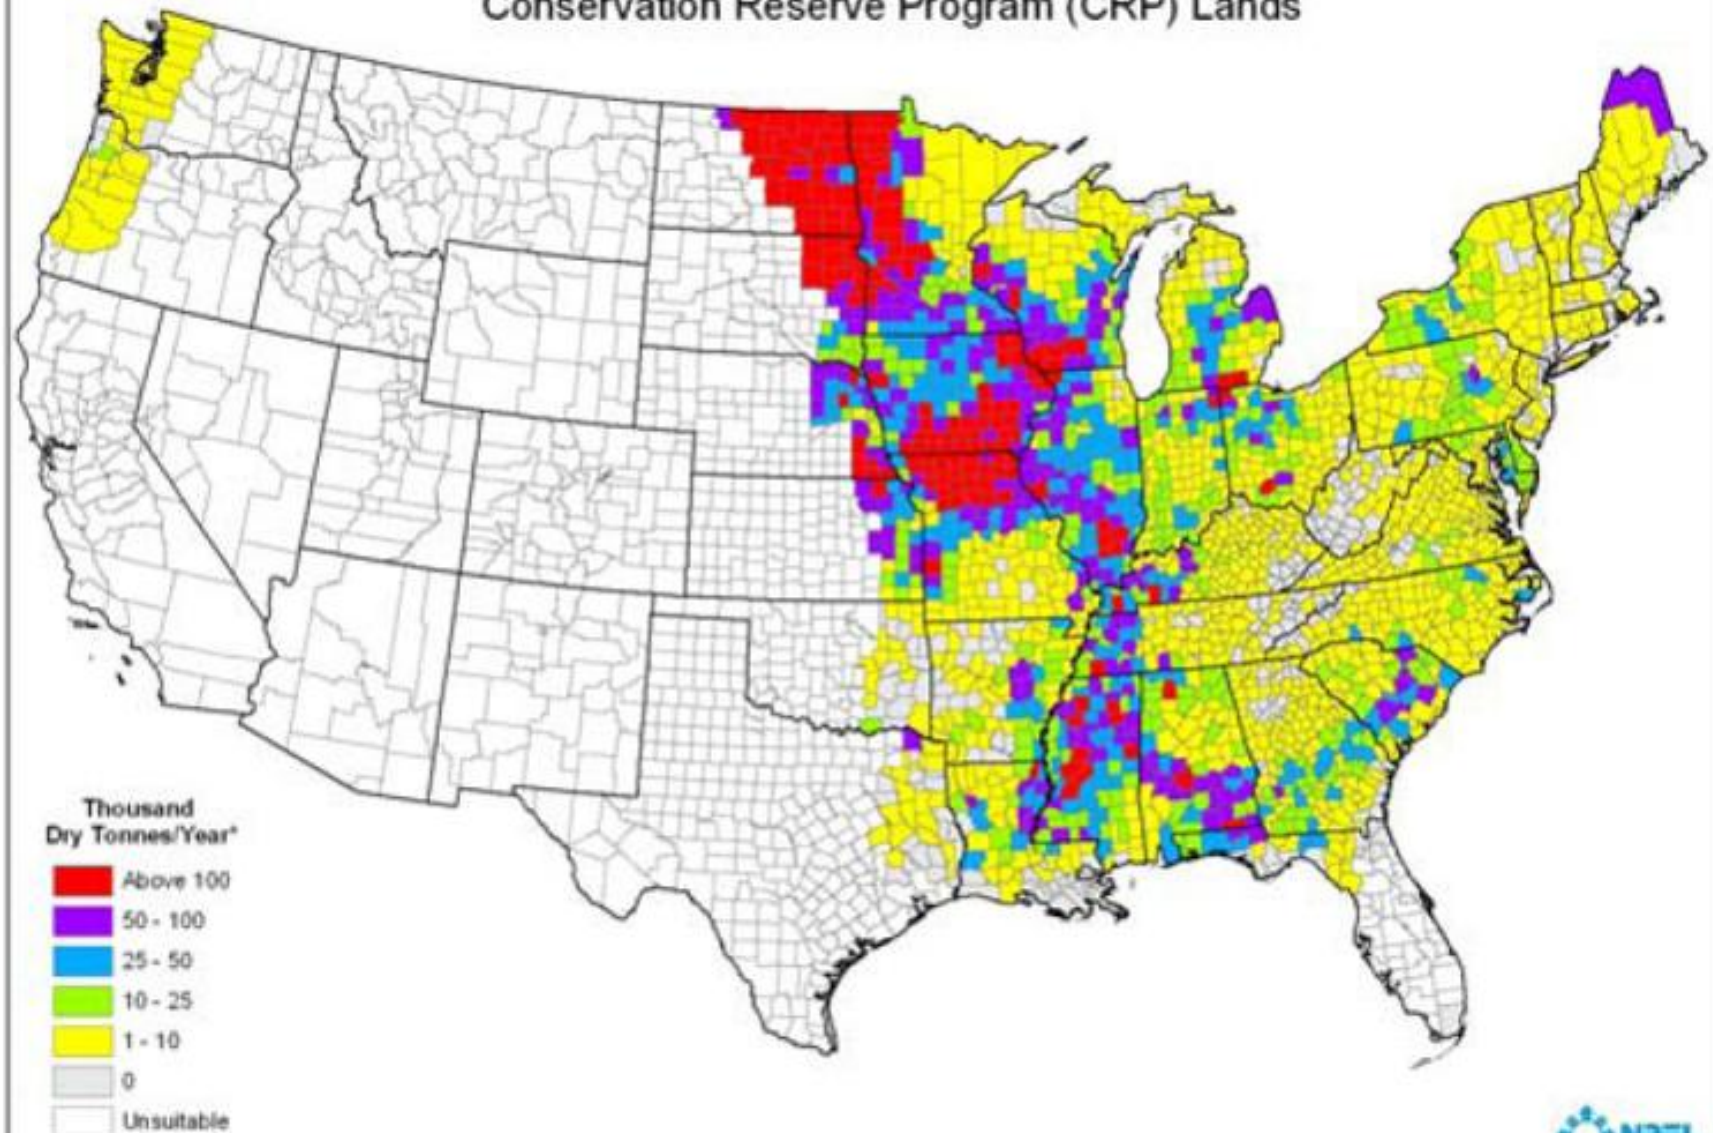 Conservation Reserve Program (CRP) Lands
Thousand
Dry Tonnes/Year*
Above 100
50 - 100
25 - 50
10 - 25
1 - 10
0
Unsuitable
NREL